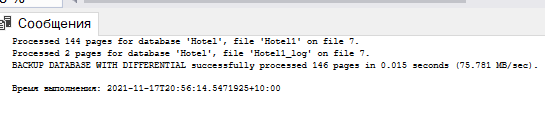 Сообщения
Processed 144 pages for database 'Hotel', file 'Hotel1' on file 7.
Processed 2 pages for database 'Hotel', file 'Hotel1_log' on file 7.
BACKUP DATABASE WITH DIFFERENTIAL successfully processed 146 pages in 0.015 seconds (75.781 MB/sec).
Время выполнения: 2021-11-17T20:56:14.5471925+10:00